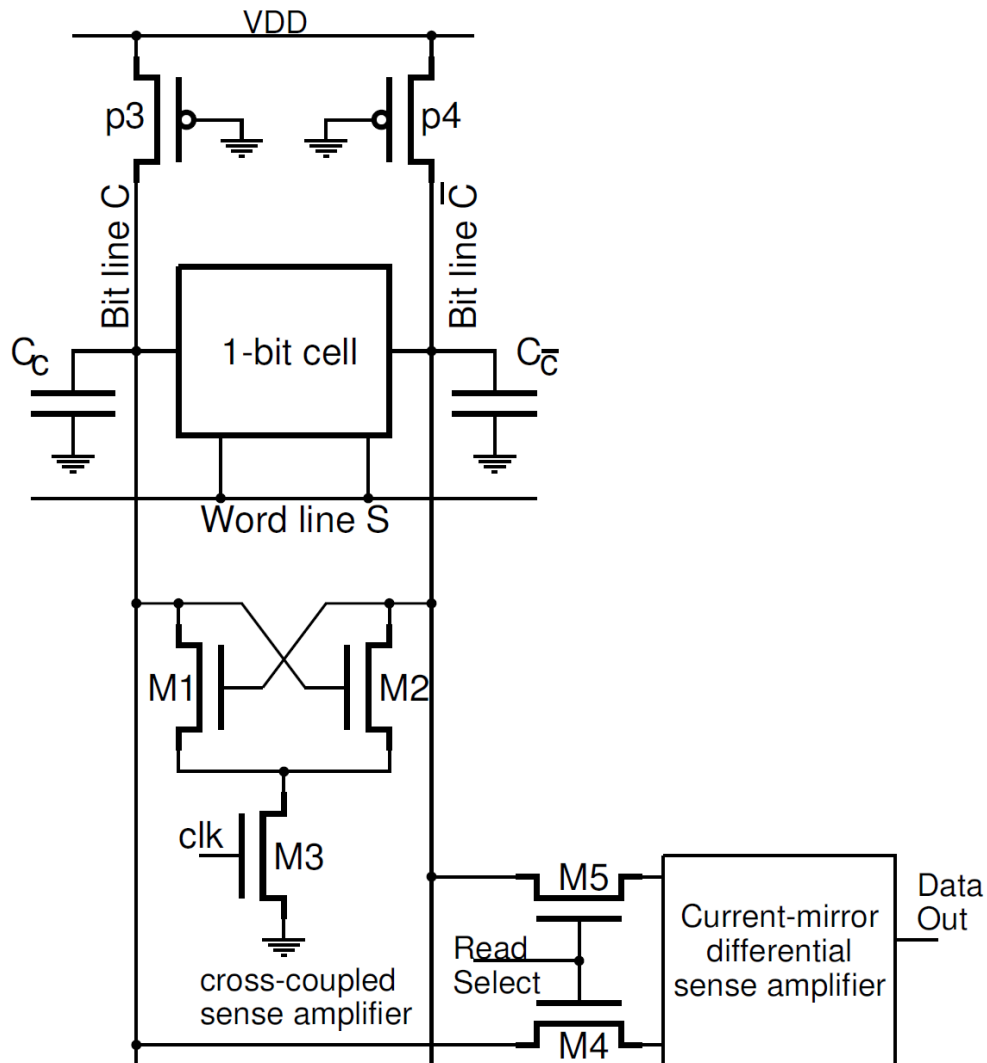 VDD
p3
p4
Bit line C
Bit line C̅
1-bit cell
C_C
C_C̅
Word line S
M1
M2
clk
M3
cross-coupled
sense amplifier
M5
Read
Select
M4
Current-mirror
differential
sense amplifier
Data
Out